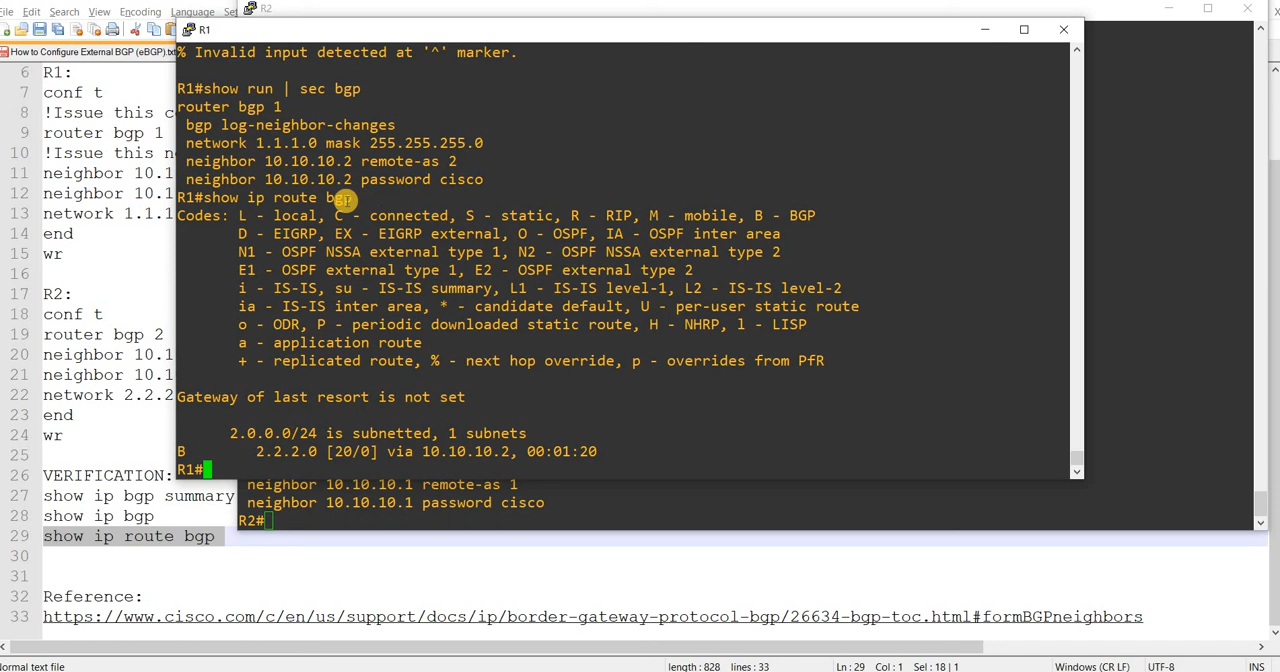 File Edit Search View Encoding Language Set
R2
How to Configure External BGP (eBGP).txt
6 R1:
7 conf t
8 !Issue this c
9 router bgp 1
10 !Issue this n
11 neighbor 10.1
12 neighbor 10.1
13 network 1.1.1
14 end
15 wr
16
17 R2:
18 conf t
19 router bgp 2
20 neighbor 10.1
21 neighbor 10.1
22 network 2.2.2
23 end
24 wr
25
26 VERIFICATION:
27 show ip bgp summary
28 show ip bgp
29 show ip route bgp
30
31
32 Reference:
33 https://www.cisco.com/c/en/us/support/docs/ip/border-gateway-protocol-bgp/26634-bgp-toc.html#formBGPneighbors
R1
% Invalid input detected at '^' marker.
R1#show run | sec bgp
router bgp 1
bgp log-neighbor-changes
network 1.1.1.0 mask 255.255.255.0
neighbor 10.10.10.2 remote-as 2
neighbor 10.10.10.2 password cisco
R1#show ip route bgp
Codes: L - local, C - connected, S - static, R - RIP, M - mobile, B - BGP
D - EIGRP, EX - EIGRP external, O - OSPF, IA - OSPF inter area
N1 - OSPF NSSA external type 1, N2 - OSPF NSSA external type 2
E1 - OSPF external type 1, E2 - OSPF external type 2
i - IS-IS, su - IS-IS summary, L1 - IS-IS level-1, L2 - IS-IS level-2
ia - IS-IS inter area, * - candidate default, U - per-user static route
o - ODR, P - periodic downloaded static route, H - NHRP, l - LISP
a - application route
+ - replicated route, % - next hop override, p - overrides from PfR
Gateway of last resort is not set
2.0.0.0/24 is subnetted, 1 subnets
B 2.2.2.0 [20/0] via 10.10.10.2, 00:01:20
R1#
neighbor 10.10.10.1 remote-as 1
neighbor 10.10.10.1 password cisco
R2#
Normal text file length : 828 lines : 33 Ln : 29 Col : 1 Sel : 18 | 1 Windows (CR LF) UTF-8 INS